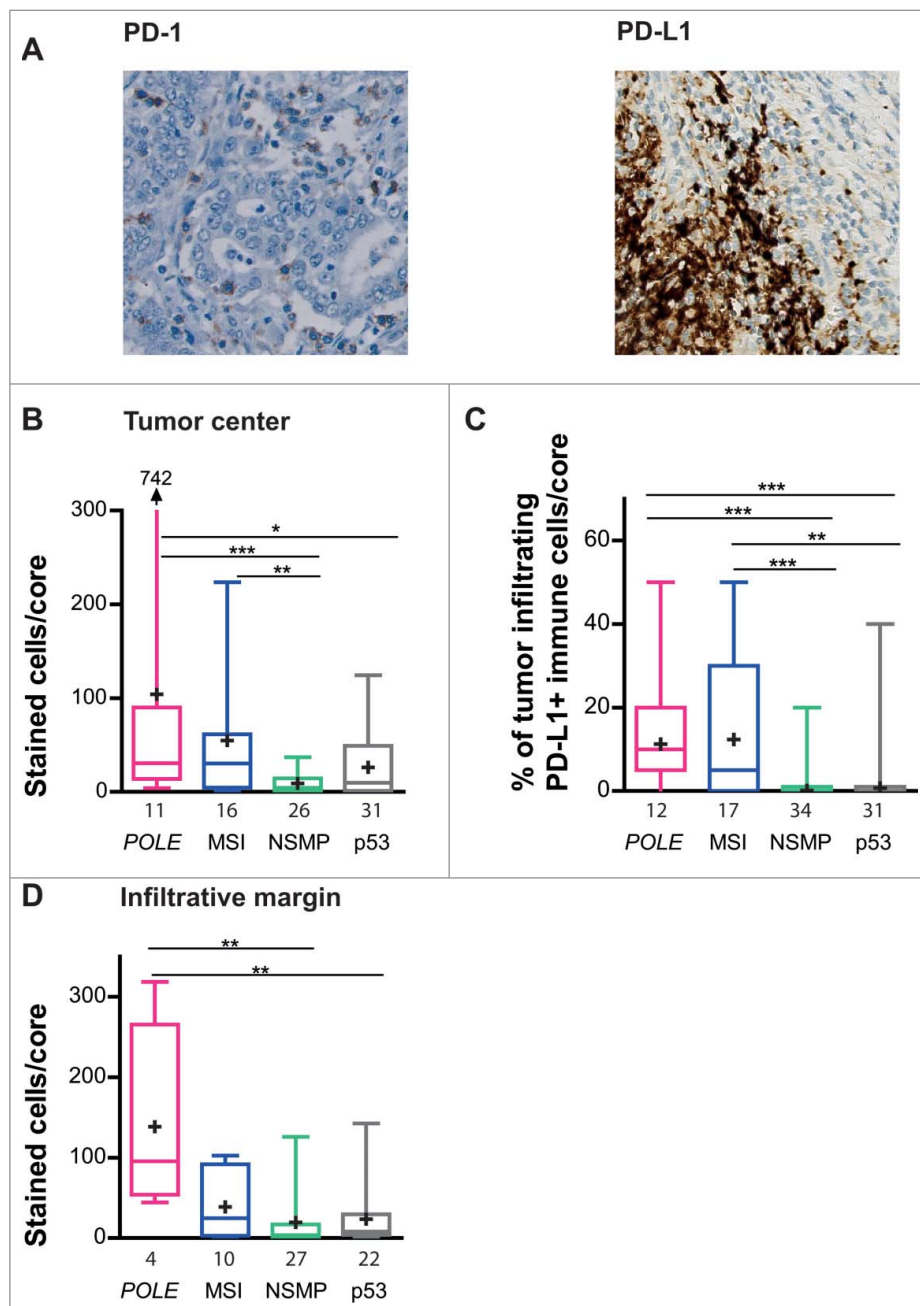 A
PD-1
PD-L1
B
Tumor center
742
300
200
100
0
Stained cells/core
*
***
**
11
16
26
31
POLE
MSI
NSMP
p53
C
% of tumor infiltrating
PD-L1+ immune cells/core
60
40
20
0
***
***
**
***
12
17
34
31
POLE
MSI
NSMP
p53
D
Infiltrative margin
Stained cells/core
300
200
100
0
**
**
4
10
27
22
POLE
MSI
NSMP
p53